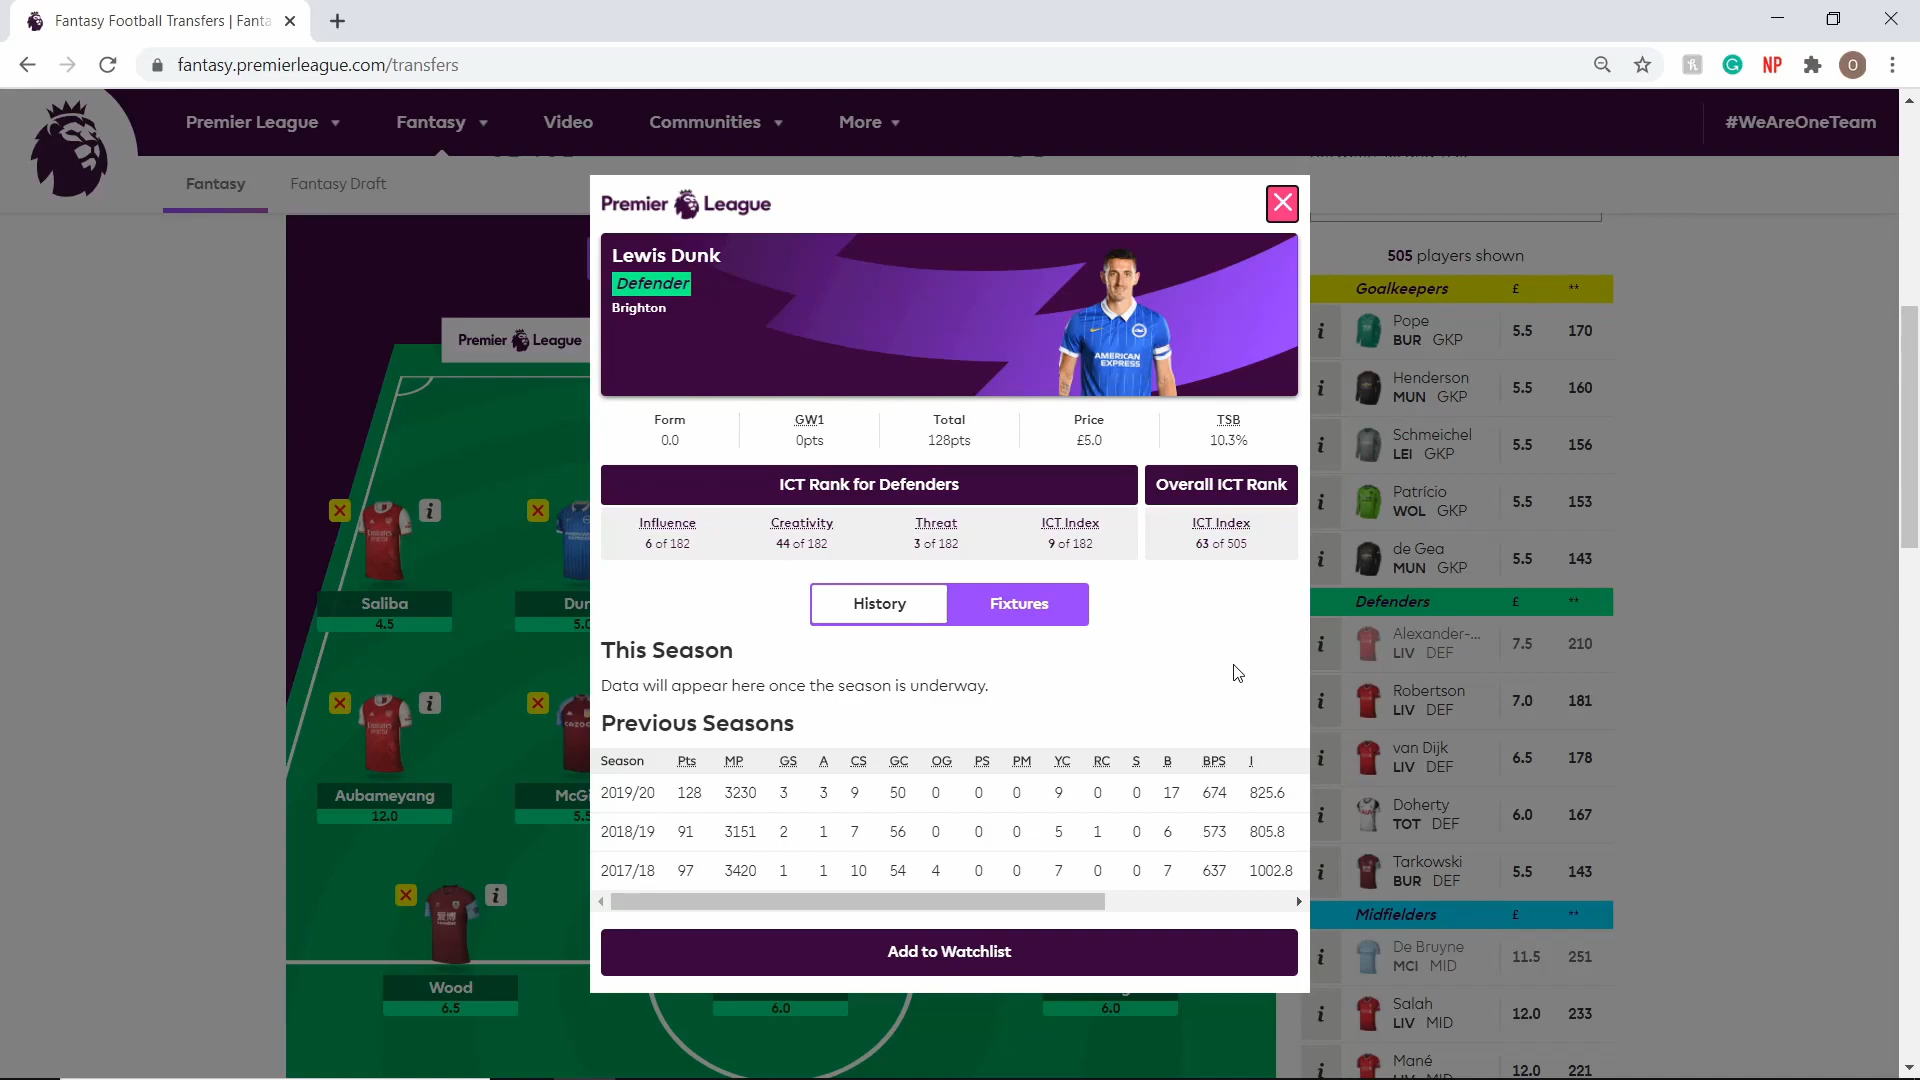 Fantasy Football Transfers | Fanta
fantasy.premierleague.com/transfers
NP
O
Premier League
Fantasy
Video
Communities
More
#WeAreOneTeam
Fantasy
Fantasy Draft
Premier League
Premier League
Lewis Dunk
Defender
Brighton
AMERICAN EXPRESS
Form GW1 Total Price TSB
0.0 0pts 128pts £5.0 10.3%
ICT Rank for Defenders Overall ICT Rank
Influence Creativity Threat ICT Index ICT Index
6 of 182 44 of 182 3 of 182 9 of 182 63 of 505
History Fixtures
This Season
Data will appear here once the season is underway.
Previous Seasons
Season Pts MP GS A CS GC OG PS PM YC RC S B BPS I
2019/20 128 3230 3 3 9 50 0 0 0 9 0 0 17 674 825.6
2018/19 91 3151 2 1 7 56 0 0 0 5 1 0 6 573 805.8
2017/18 97 3420 1 1 10 54 4 0 0 7 0 0 7 637 1002.8
Add to Watchlist
Saliba
4.5
Dun
5.0
Aubameyang
12.0
McGi
5.5
Wood
6.5
6.0
6.0
505 players shown
Goalkeepers £ **
Pope 5.5 170
BUR GKP
Henderson 5.5 160
MUN GKP
Schmeichel 5.5 156
LEI GKP
Patrício 5.5 153
WOL GKP
de Gea 5.5 143
MUN GKP
Defenders £ **
Alexander-... 7.5 210
LIV DEF
Robertson 7.0 181
LIV DEF
van Dijk 6.5 178
LIV DEF
Doherty 6.0 167
TOT DEF
Tarkowski 5.5 143
BUR DEF
Midfielders £ **
De Bruyne 11.5 251
MCI MID
Salah 12.0 233
LIV MID
Mané 12.0 221